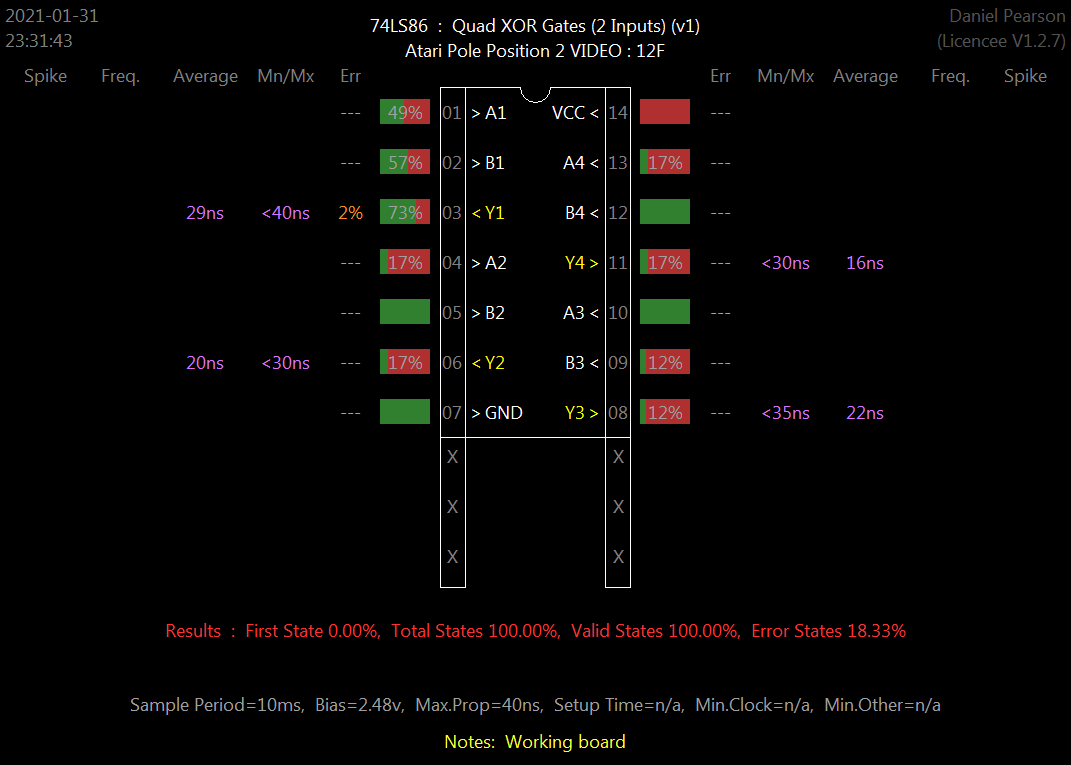 2021-01-31
23:31:43
74LS86 : Quad XOR Gates (2 Inputs) (v1)
Atari Pole Position 2 VIDEO : 12F
Daniel Pearson
(Licencee V1.2.7)
Spike Freq. Average Mn/Mx Err Err Mn/Mx Average Freq. Spike
--- 49% 01 > A1 VCC < 14 ---
--- 57% 02 > B1 A4 < 13 17% ---
29ns <40ns 2% 73% 03 < Y1 B4 < 12 ---
--- 17% 04 > A2 Y4 > 11 17% --- <30ns 16ns
--- 05 > B2 A3 < 10 ---
20ns <30ns --- 17% 06 < Y2 B3 < 09 12% ---
--- 07 > GND Y3 > 08 12% --- <35ns 22ns
X X
X X
X X
Results : First State 0.00%, Total States 100.00%, Valid States 100.00%, Error States 18.33%
Sample Period=10ms, Bias=2.48v, Max.Prop=40ns, Setup Time=n/a, Min.Clock=n/a, Min.Other=n/a
Notes: Working board